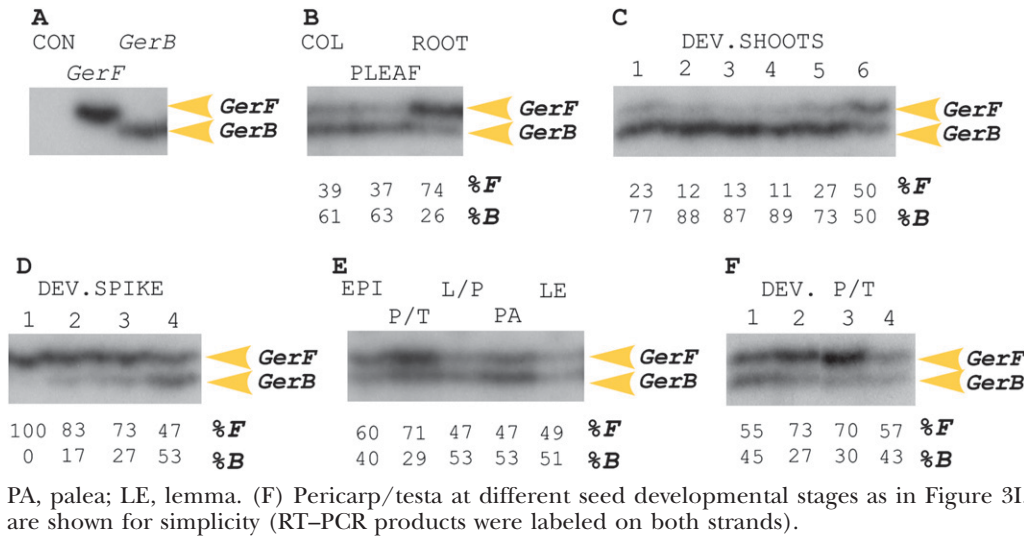 A
CON GerB
GerF
GerF
GerB
B
COL ROOT
PLEAF
GerF
GerB
39 37 74 %F
61 63 26 %B
C
DEV.SHOOTS
1 2 3 4 5 6
GerF
GerB
23 12 13 11 27 50 %F
77 88 87 89 73 50 %B
D
DEV.SPIKE
1 2 3 4
GerF
GerB
100 83 73 47 %F
0 17 27 53 %B
E
EPI L/P LE
P/T PA
GerF
GerB
60 71 47 47 49 %F
40 29 53 53 51 %B
F
DEV. P/T
1 2 3 4
GerF
GerB
55 73 70 57 %F
45 27 30 43 %B
PA, palea; LE, lemma. (F) Pericarp/testa at different seed developmental stages as in Figure
are shown for simplicity (RT–PCR products were labeled on both strands).